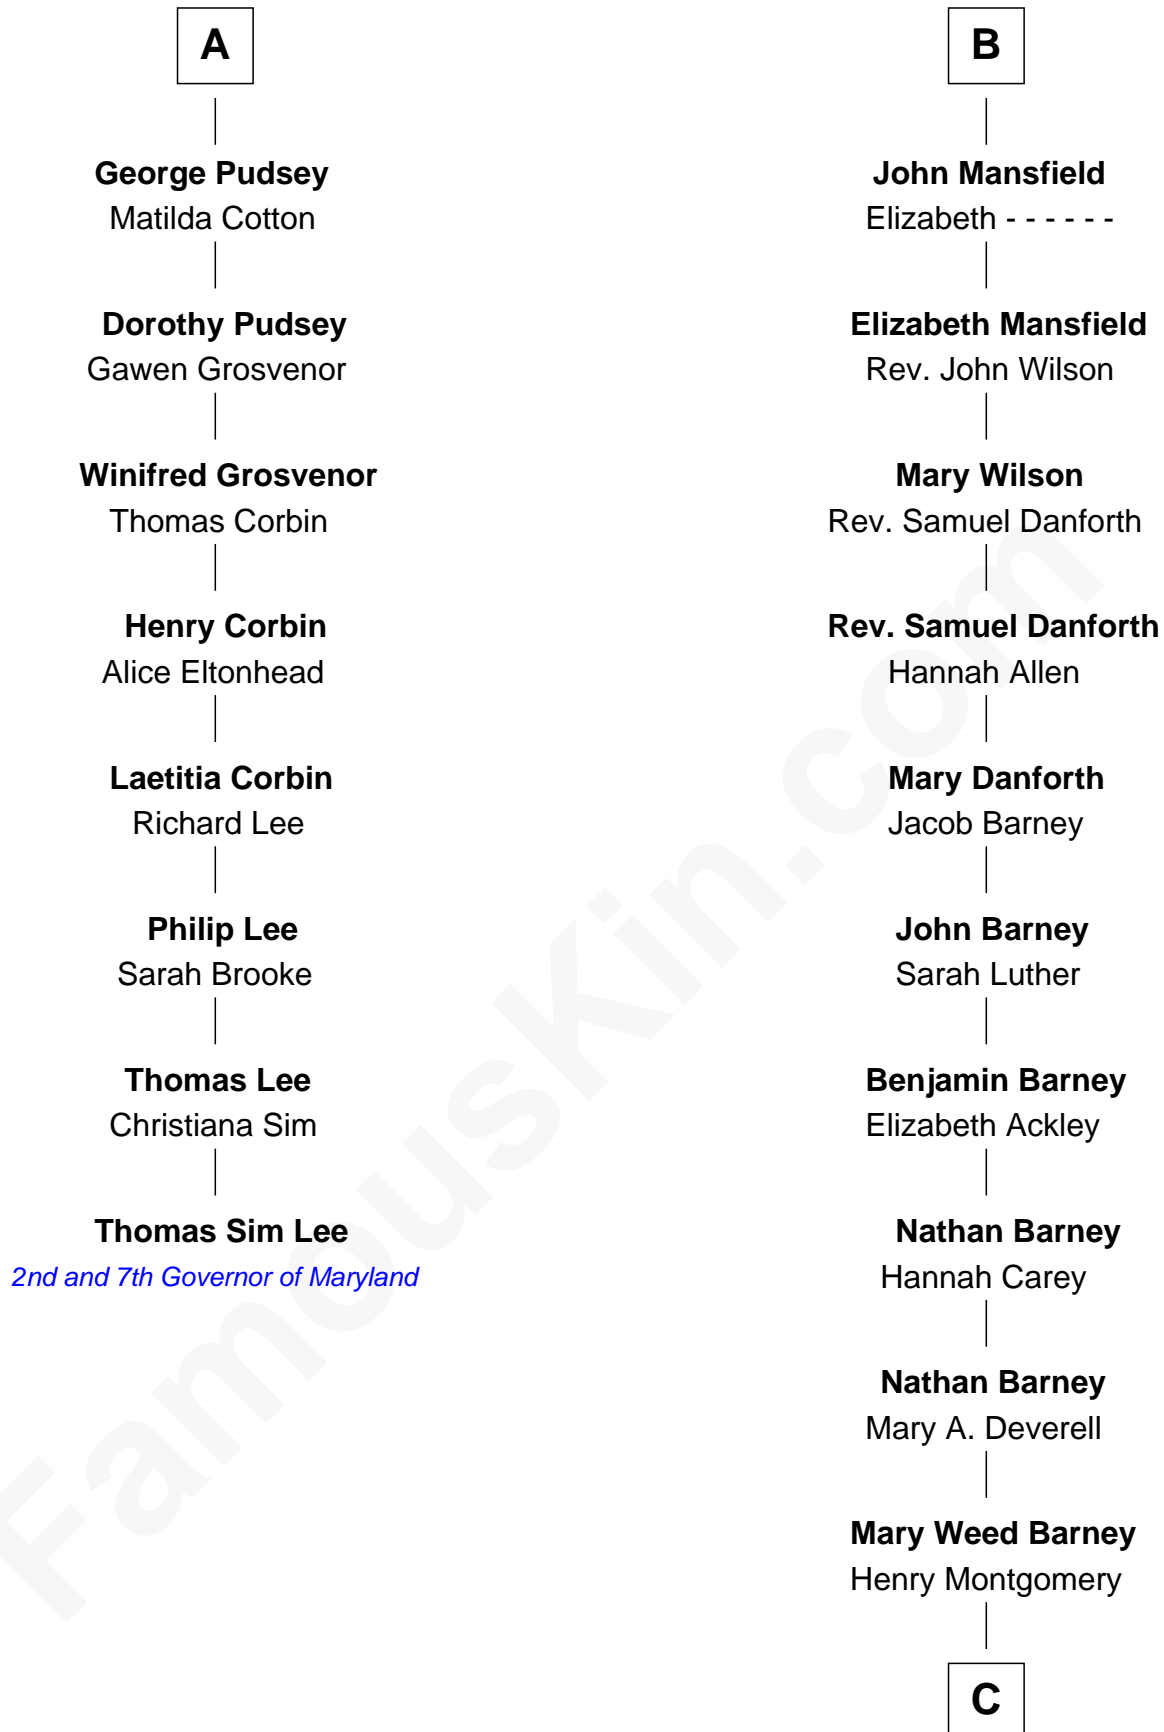 A
George Pudsey
Matilda Cotton
Dorothy Pudsey
Gawen Grosvenor
Winifred Grosvenor
Thomas Corbin
Henry Corbin
Alice Eltonhead
Laetitia Corbin
Richard Lee
Philip Lee
Sarah Brooke
Thomas Lee
Christiana Sim
Thomas Sim Lee
2nd and 7th Governor of Maryland
B
John Mansfield
Elizabeth - - - - - -
Elizabeth Mansfield
Rev. John Wilson
Mary Wilson
Rev. Samuel Danforth
Rev. Samuel Danforth
Hannah Allen
Mary Danforth
Jacob Barney
John Barney
Sarah Luther
Benjamin Barney
Elizabeth Ackley
Nathan Barney
Hannah Carey
Nathan Barney
Mary A. Deverell
Mary Weed Barney
Henry Montgomery
C
FamousKin.com